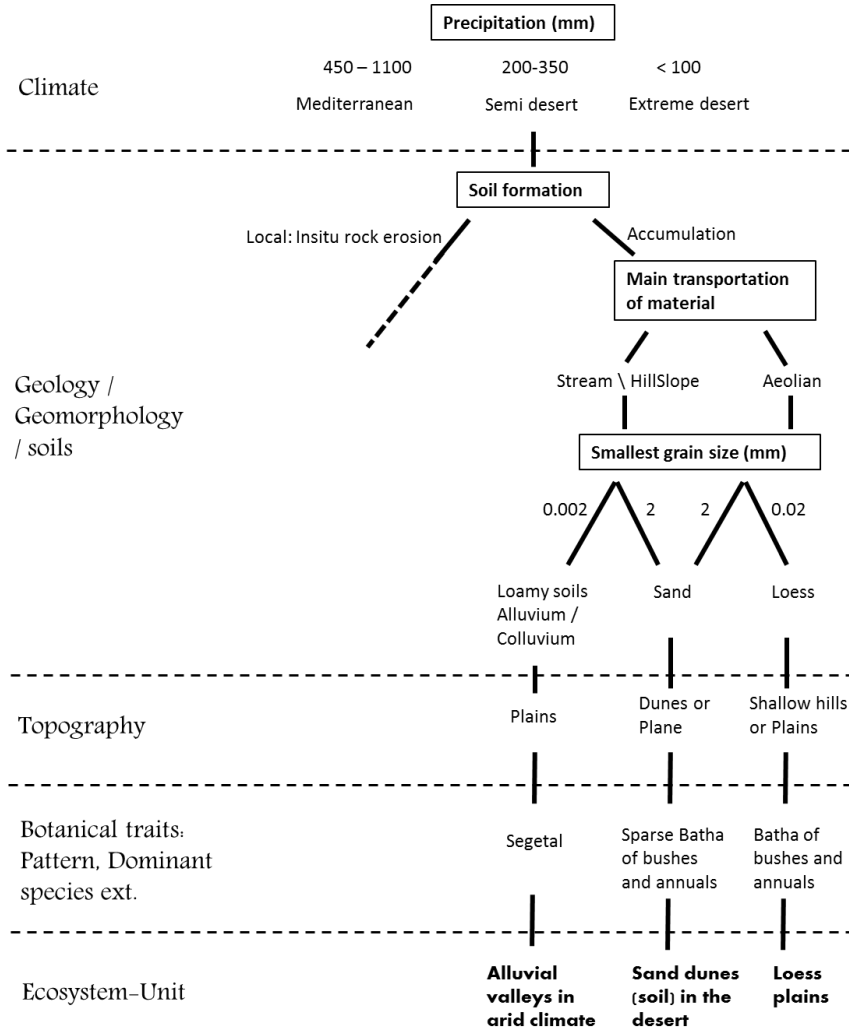 Precipitation (mm)
450 – 1100 200-350 < 100
Climate
Mediterranean Semi desert Extreme desert
Soil formation
Local: Insitu rock erosion Accumulation
Main transportation
of material
Geology /
Geomorphology
/ soils
Stream \ HillSlope Aeolian
Smallest grain size (mm)
0.002 2 2 0.02
Loamy soils
Alluvium /
Colluvium
Sand
Loess
Topography
Plains
Dunes or
Plane
Shallow hills
or Plains
Botanical traits:
Pattern, Dominant
species ext.
Segetal
Sparse Batha
of bushes
and annuals
Batha of
bushes and
annuals
Ecosystem-Unit
Alluvial
valleys in
arid climate
Sand dunes
(soil) in the
desert
Loess
plains